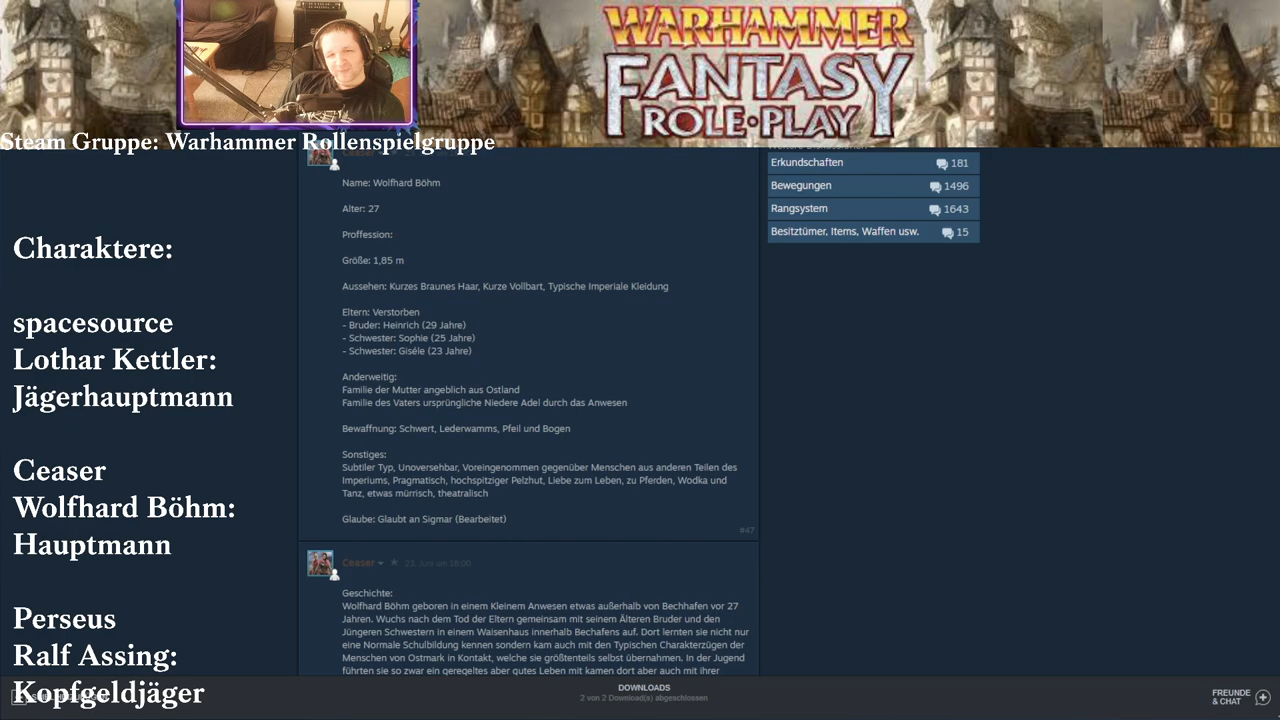 WARHAMMER
FANTASY
ROLE·PLAY
Steam Gruppe: Warhammer Rollenspielgruppe
Charaktere:
spacesource
Lothar Kettler:
Jägerhauptmann
Ceaser
Wolfhard Böhm:
Hauptmann
Perseus
Ralf Assing:
Kopfgeldjäger
Name: Wolfhard Böhm
Alter: 27
Proffession:
Größe: 1,85 m
Aussehen: Kurzes Braunes Haar, Kurze Vollbart, Typische Imperiale Kleidung
Eltern: Verstorben
- Bruder: Heinrich (29 Jahre)
- Schwester: Sophie (25 Jahre)
- Schwester: Giséle (23 Jahre)
Anderweitig:
Familie der Mutter angeblich aus Ostland
Familie des Vaters ursprüngliche Niedere Adel durch das Anwesen
Bewaffnung: Schwert, Lederwamms, Pfeil und Bogen
Sonstiges:
Subtiler Typ, Unoversehbar, Voreingenommen gegenüber Menschen aus anderen Teilen des
Imperiums, Pragmatisch, hochspitziger Pelzhut, Liebe zum Leben, zu Pferden, Wodka und
Tanz, etwas mürrisch, theatralisch
Glaube: Glaubt an Sigmar (Bearbeitet)
#47
Ceaser
23. Juni um 16:00
Geschichte:
Wolfhard Böhm geboren in einem Kleinem Anwesen etwas außerhalb von Bechhafen vor 27
Jahren. Wuchs nach dem Tod der Eltern gemeinsam mit seinem Älteren Bruder und den
Jüngeren Schwestern in einem Waisenhaus innerhalb Bechafens auf. Dort lernten sie nicht nur
eine Normale Schulbildung kennen sondern kam auch mit den Typischen Charakterzügen der
Menschen von Ostmark in Kontakt, welche sie größtenteils selbst übernahmen. In der Jugend
führten sie so zwar ein geregeltes aber gutes Leben mit kamen dort aber auch mit ihrer
Erkundschaften 181
Bewegungen 1496
Rangsystem 1643
Besitztümer, Items, Waffen usw. 15
DOWNLOADS
2 von 2 Download(s) abgeschlossen
FREUNDE
& CHAT